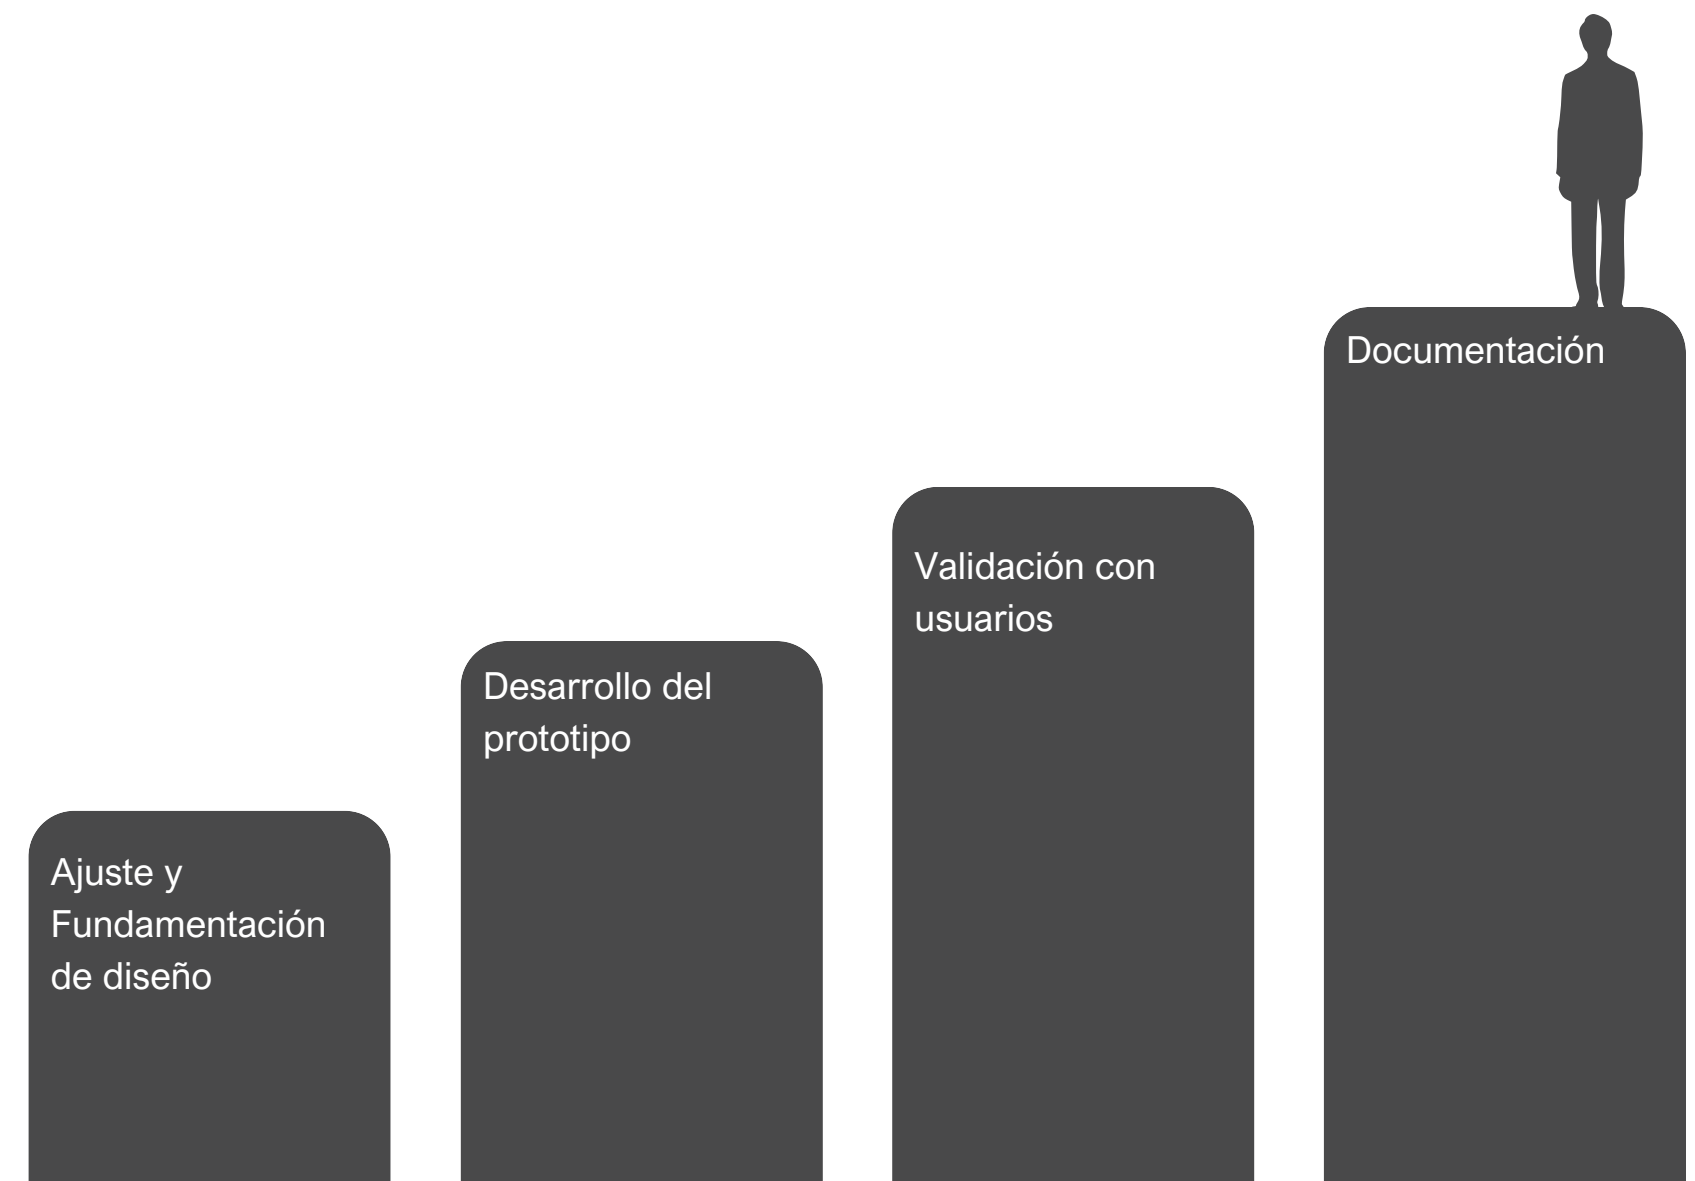 Ajuste y
Fundamentación
de diseño
Desarrollo del
prototipo
Validación con
usuarios
Documentación